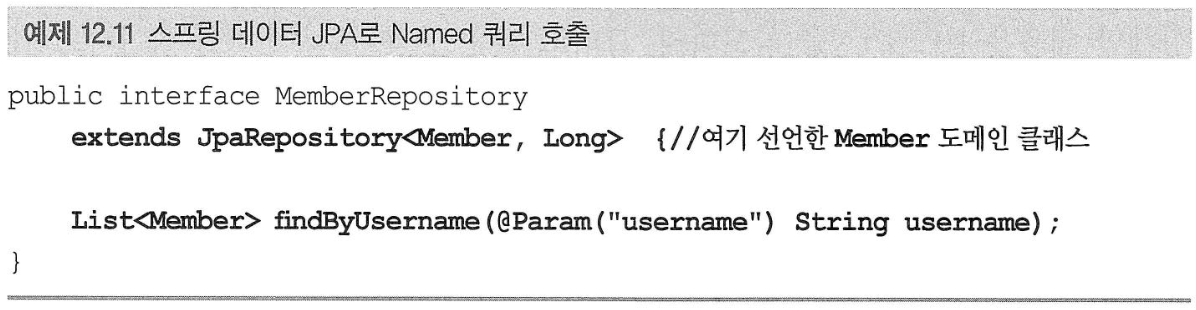 예제 12.11 스프링 데이터 JPA로 Named 쿼리 호출
public interface MemberRepository
extends JpaRepository<Member, Long> {//여기 선언한 Member 도메인 클래스
List<Member> findByUsername(@Param("username") String username);
}